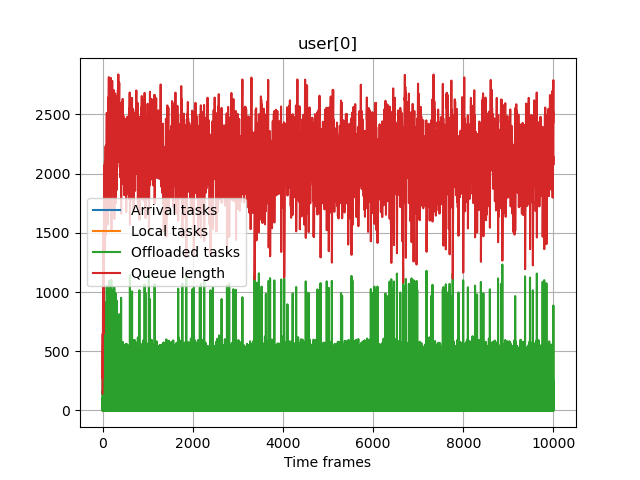 user[0]
2500
2000
1500
1000
500
0
Arrival tasks
Local tasks
Offloaded tasks
Queue length
0 2000 4000 6000 8000 10000
Time frames